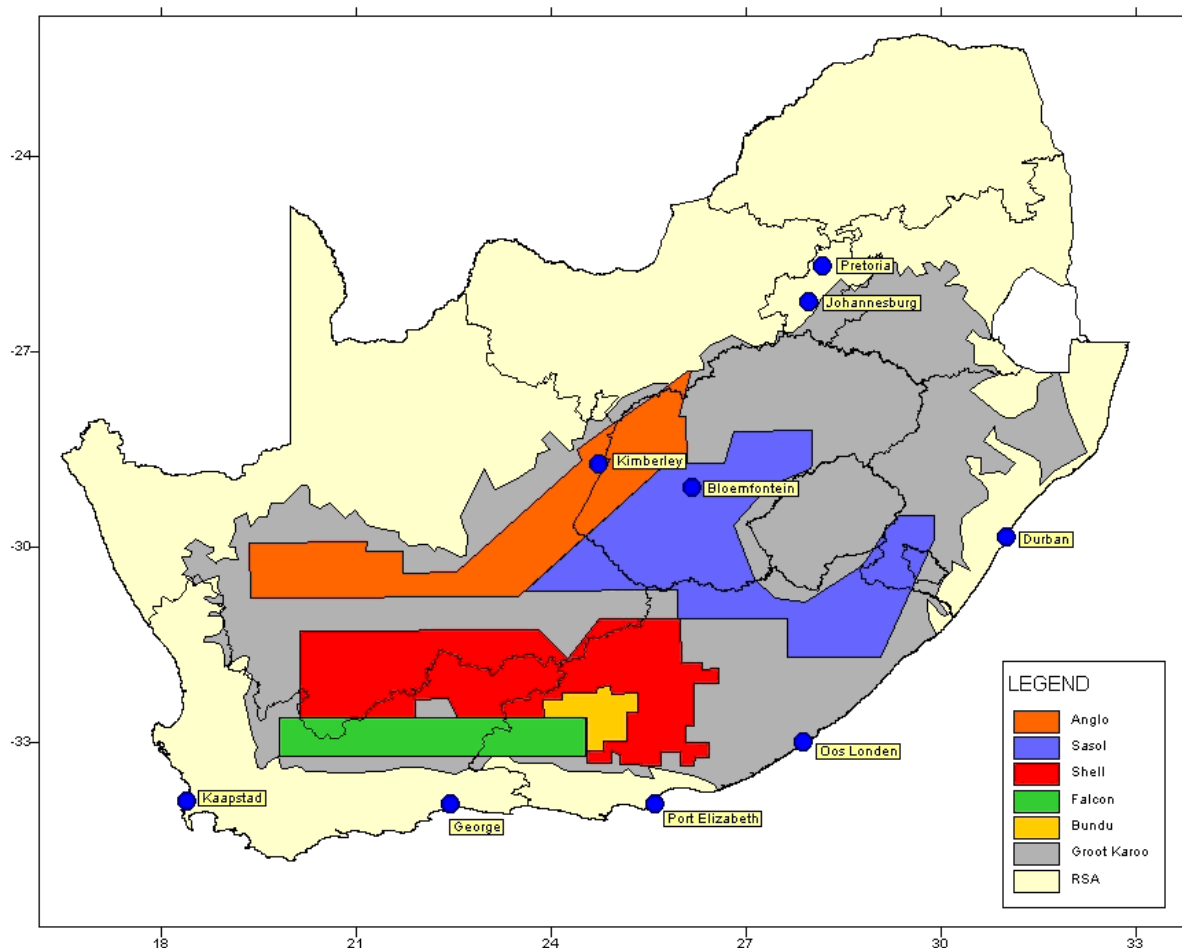 -24
-27
-30
-33
18
21
24
27
30
33
Pretoria
Johannesburg
Kimberley
Bloemfontein
Durban
Oos Londen
Kaapstad
George
Port Elizabeth
LEGEND
Anglo
Sasol
Shell
Falcon
Bundu
Groot Karoo
RSA